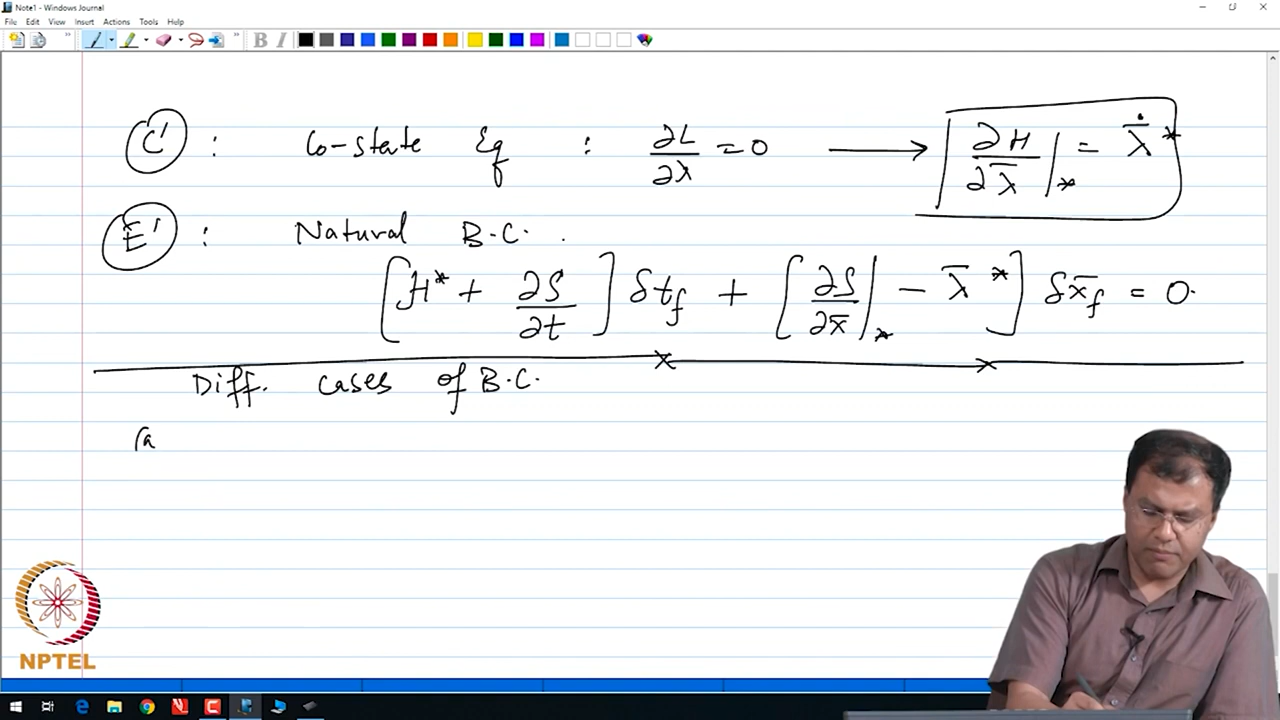 Note1 - Windows Journal
File Edit View Insert Actions Tools Help
B I
C' : Co-state Eq : ∂L/∂λ = 0 ⟶ ∂H/∂λ̄ |* = λ̄̇*
E' : Natural B.C.
[H* + ∂S/∂t] δt_f + [∂S/∂x̄ |* - λ̄*] δx̄_f = 0.
Diff. cases of B.C.
(a
NPTEL